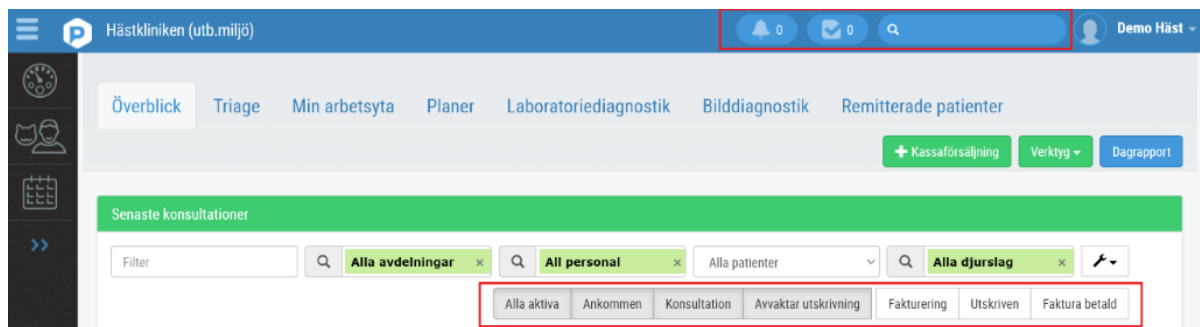 Hästkliniken (utb.miljö) 0 0 Demo Häst
Överblick Triage Min arbetsyta Planer Laboratoriediagnostik Bilddiagnostik Remitterade patienter
Kassaförsäljning Verktyg Dagrapport
Senaste konsultationer
Filter Alla avdelningar × All personal × Alla patienter Alla djurslag ×
Alla aktiva Ankommen Konsultation Avvaktar utskrivning Fakturering Utskriven Faktura betald